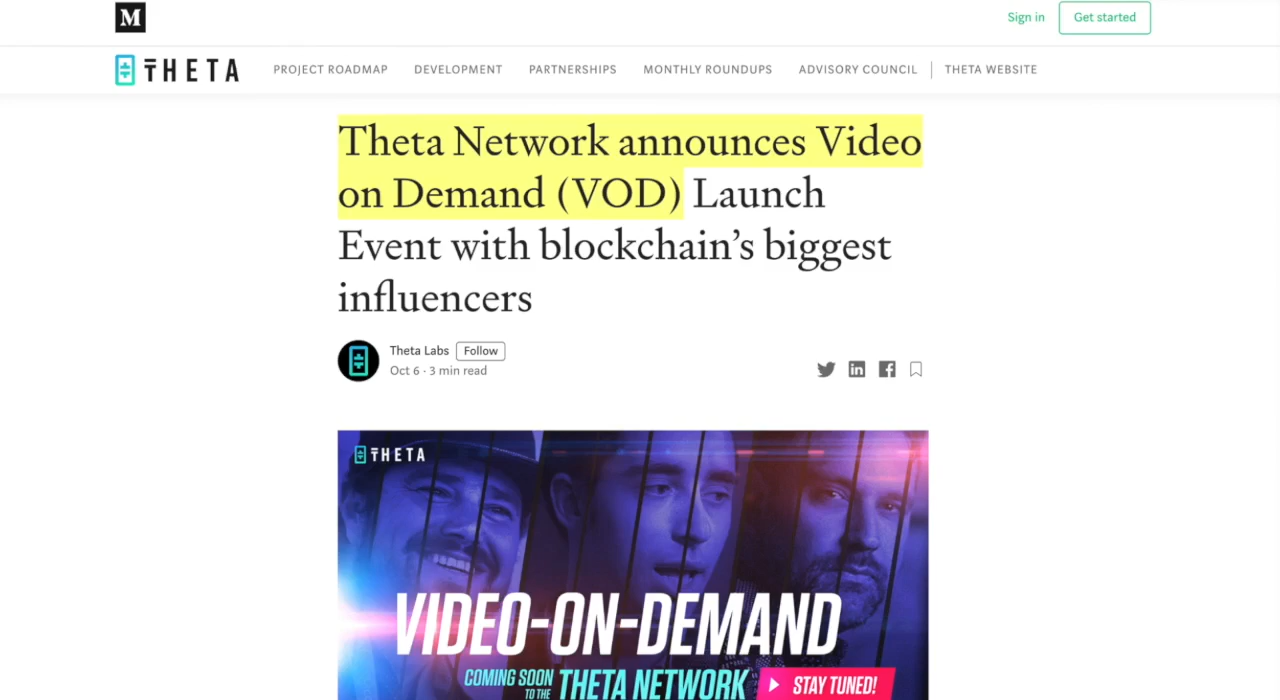 M
Sign in
Get started
THETA
PROJECT ROADMAP
DEVELOPMENT
PARTNERSHIPS
MONTHLY ROUNDUPS
ADVISORY COUNCIL
THETA WEBSITE
Theta Network announces Video
on Demand (VOD) Launch
Event with blockchain’s biggest
influencers
Theta Labs
Follow
Oct 6 · 3 min read
THETA
VIDEO-ON-DEMAND
COMING SOON
TO THE
THETA NETWORK
STAY TUNED!